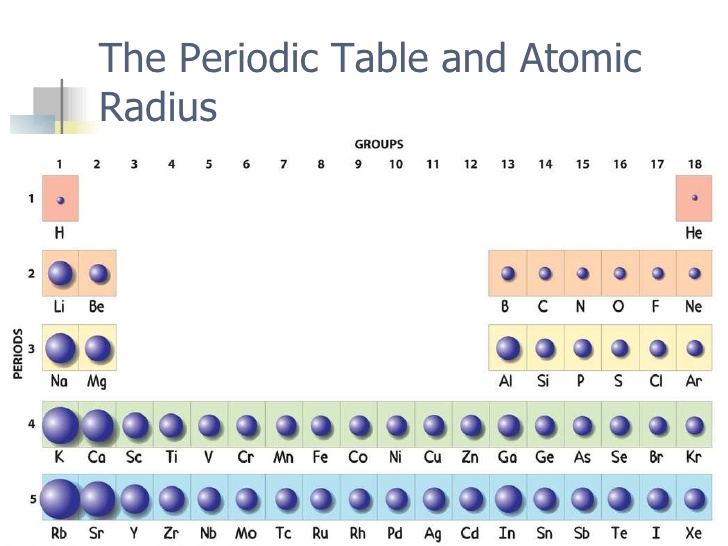 The Periodic Table and Atomic
Radius
GROUPS
1 2 3 4 5 6 7 8 9 10 11 12 13 14 15 16 17 18
PERIODS
1
H He
2
Li Be B C N O F Ne
3
Na Mg Al Si P S Cl Ar
4
K Ca Sc Ti V Cr Mn Fe Co Ni Cu Zn Ga Ge As Se Br Kr
5
Rb Sr Y Zr Nb Mo Tc Ru Rh Pd Ag Cd In Sn Sb Te I Xe